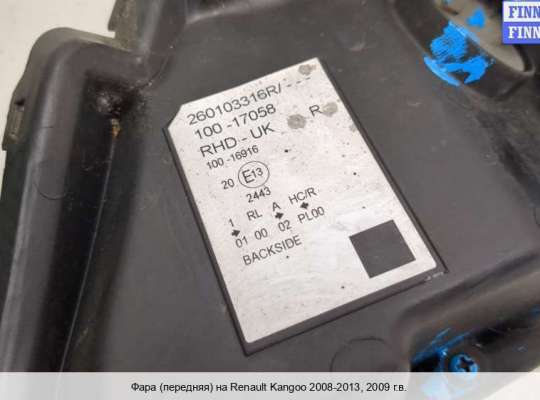 FINN
FINN
260103316R/---
100-17058
RHD-UK R
100-16916
20 E13
2443
1 RL A HC/R
01 00 02 PL00
BACKSIDE
Фара (передняя) на Renault Kangoo 2008-2013, 2009 г.в.